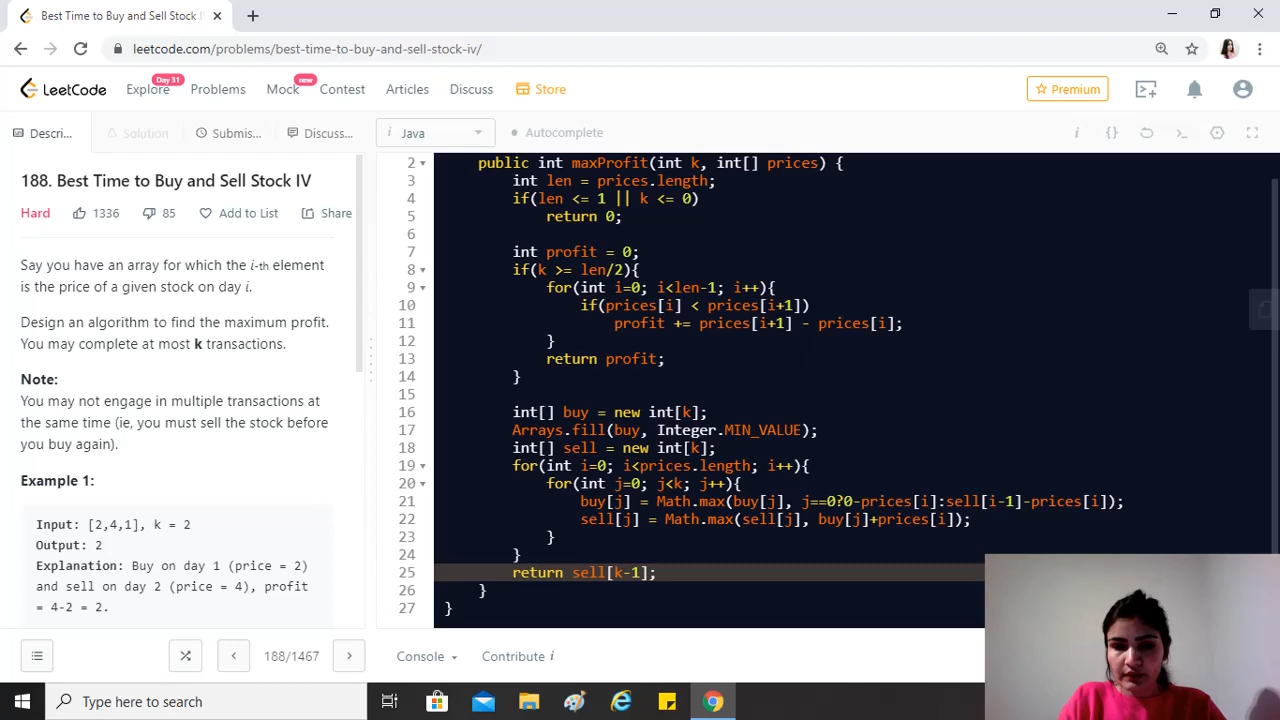 Best Time to Buy and Sell Stock I
leetcode.com/problems/best-time-to-buy-and-sell-stock-iv/
LeetCode
Explore
Day 31
Problems
Mock
new
Contest
Articles
Discuss
Store
Premium
Descri...
Solution
Submis...
Discuss...
i Java
Autocomplete
188. Best Time to Buy and Sell Stock IV
Hard 1336 85 Add to List Share
Say you have an array for which the i-th element
is the price of a given stock on day i.
Design an algorithm to find the maximum profit.
You may complete at most k transactions.
Note:
You may not engage in multiple transactions at
the same time (ie, you must sell the stock before
you buy again).
Example 1:
Input: [2,4,1], k = 2
Output: 2
Explanation: Buy on day 1 (price = 2)
and sell on day 2 (price = 4), profit
= 4-2 = 2.
2 public int maxProfit(int k, int[] prices) {
3 int len = prices.length;
4 if(len <= 1 || k <= 0)
5 return 0;
6
7 int profit = 0;
8 if(k >= len/2){
9 for(int i=0; i<len-1; i++){
10 if(prices[i] < prices[i+1])
11 profit += prices[i+1] - prices[i];
12 }
13 return profit;
14 }
15
16 int[] buy = new int[k];
17 Arrays.fill(buy, Integer.MIN_VALUE);
18 int[] sell = new int[k];
19 for(int i=0; i<prices.length; i++){
20 for(int j=0; j<k; j++){
21 buy[j] = Math.max(buy[j], j==0?0-prices[i]:sell[i-1]-prices[i]);
22 sell[j] = Math.max(sell[j], buy[j]+prices[i]);
23 }
24 }
25 return sell[k-1];
26 }
27 }
188/1467
Console
Contribute i
Type here to search